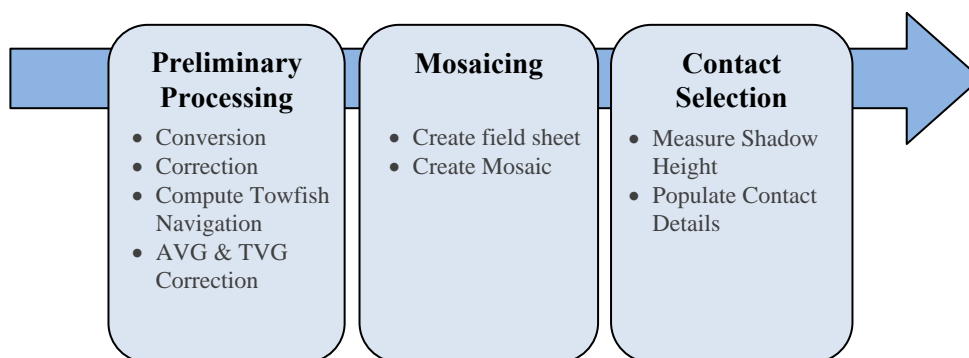 Preliminary
Processing
• Conversion
• Correction
• Compute Towfish
Navigation
• AVG & TVG
Correction
Mosaicing
• Create field sheet
• Create Mosaic
Contact
Selection
• Measure Shadow
Height
• Populate Contact
Details